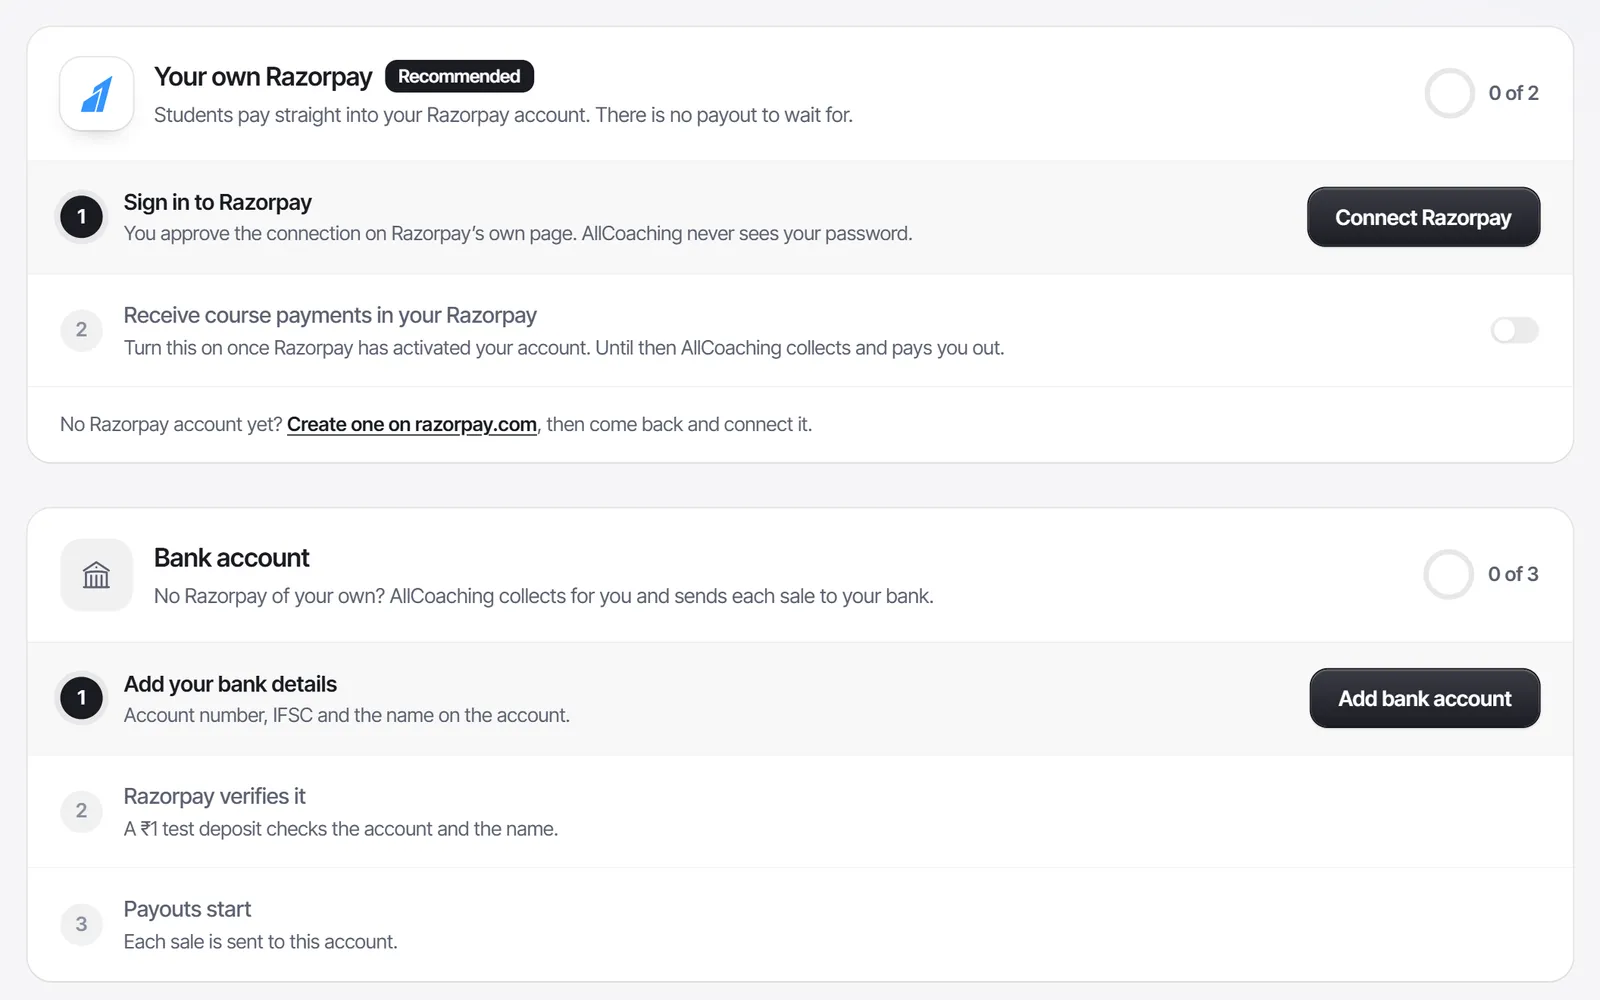 Your own Razorpay Recommended
Students pay straight into your Razorpay account. There is no payout to wait for.
0 of 2
1
Sign in to Razorpay
You approve the connection on Razorpay’s own page. AllCoaching never sees your password.
Connect Razorpay
2
Receive course payments in your Razorpay
Turn this on once Razorpay has activated your account. Until then AllCoaching collects and pays you out.
No Razorpay account yet? Create one on razorpay.com, then come back and connect it.
Bank account
No Razorpay of your own? AllCoaching collects for you and sends each sale to your bank.
0 of 3
1
Add your bank details
Account number, IFSC and the name on the account.
Add bank account
2
Razorpay verifies it
A ₹1 test deposit checks the account and the name.
3
Payouts start
Each sale is sent to this account.